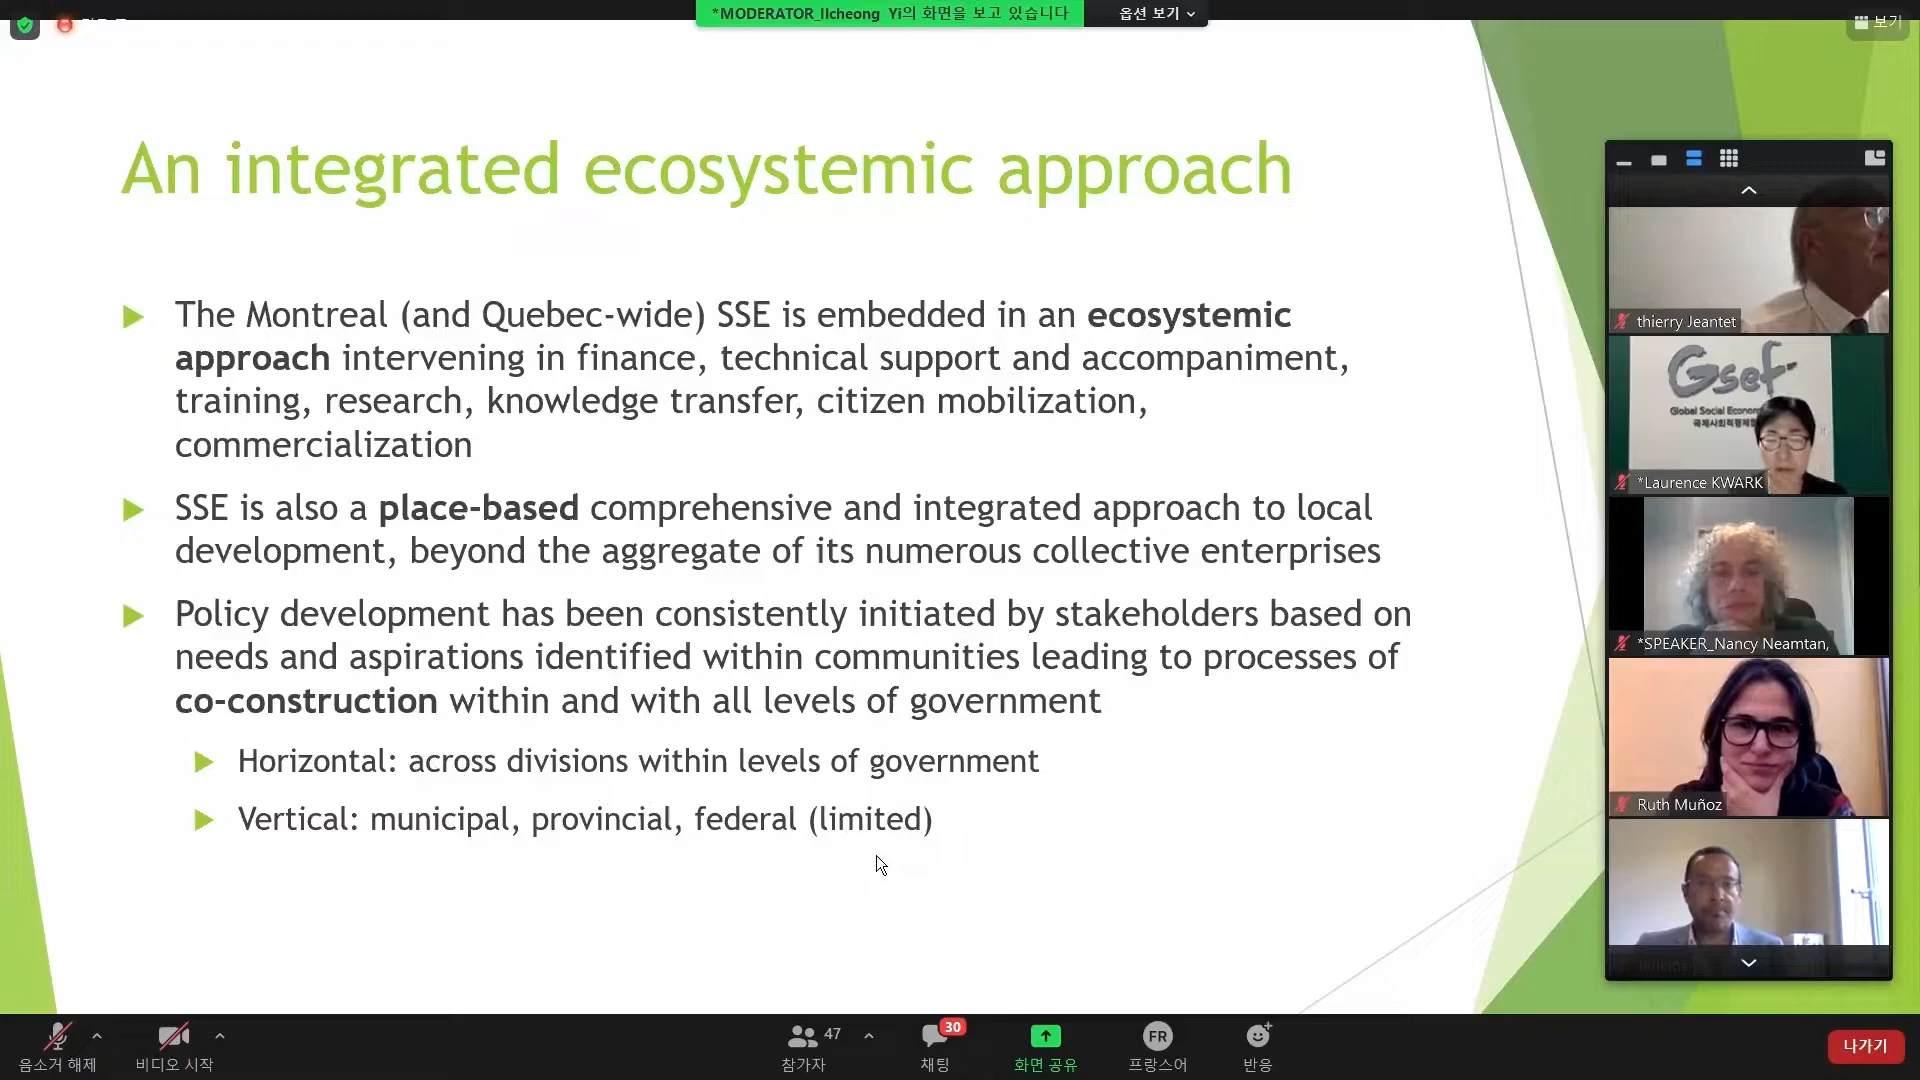 *MODERATOR_Ilcheong Yi의 화면을 보고 있습니다
옵션 보기
보기
An integrated ecosystemic approach
The Montreal (and Quebec-wide) SSE is embedded in an ecosystemic
approach intervening in finance, technical support and accompaniment,
training, research, knowledge transfer, citizen mobilization,
commercialization
SSE is also a place-based comprehensive and integrated approach to local
development, beyond the aggregate of its numerous collective enterprises
Policy development has been consistently initiated by stakeholders based on
needs and aspirations identified within communities leading to processes of
co-construction within and with all levels of government
Horizontal: across divisions within levels of government
Vertical: municipal, provincial, federal (limited)
thierry Jeantet
Gsef
Global Social Econom
*Laurence KWARK
*SPEAKER_Nancy Neamtan,
Ruth Muñoz
음소거 해제
비디오 시작
47
참가자
30
채팅
화면 공유
FR
프랑스어
반응
나가기